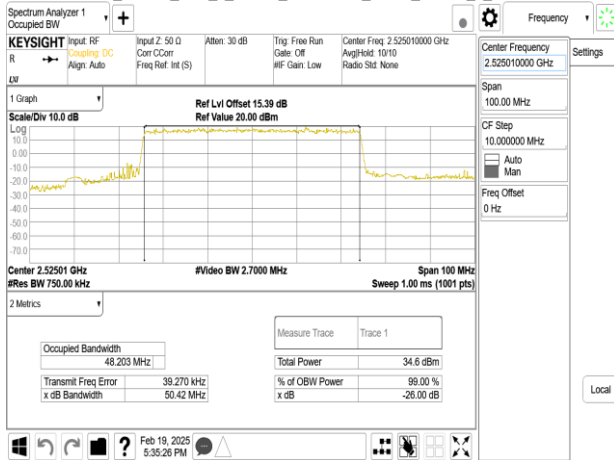 Spectrum Analyzer 1
Occupied BW
+
Frequency
KEYSIGHT
R
LXI
Input: RF
Coupling: DC
Align: Auto
Input Z: 50 Ω
Corr CCorr
Freq Ref: Int (S)
Atten: 30 dB
Trig: Free Run
Gate: Off
#IF Gain: Low
Center Freq: 2.525010000 GHz
Avg|Hold: 10/10
Radio Std: None
Center Frequency
2.525010000 GHz
Settings
Span
100.00 MHz
CF Step
10.000000 MHz
Auto
Man
Freq Offset
0 Hz
Local
1 Graph
Scale/Div 10.0 dB
Ref Lvl Offset 15.39 dB
Ref Value 20.00 dBm
Log
10.0
0.00
-10.0
-20.0
-30.0
-40.0
-50.0
-60.0
-70.0
Center 2.52501 GHz
#Video BW 2.7000 MHz
Span 100 MHz
#Res BW 750.00 kHz
Sweep 1.00 ms (1001 pts)
2 Metrics
Measure Trace Trace 1
Occupied Bandwidth
48.203 MHz
Total Power 34.6 dBm
Transmit Freq Error 39.270 kHz
% of OBW Power 99.00 %
x dB Bandwidth 50.42 MHz
x dB -26.00 dB
?
Feb 19, 2025
5:35:26 PM